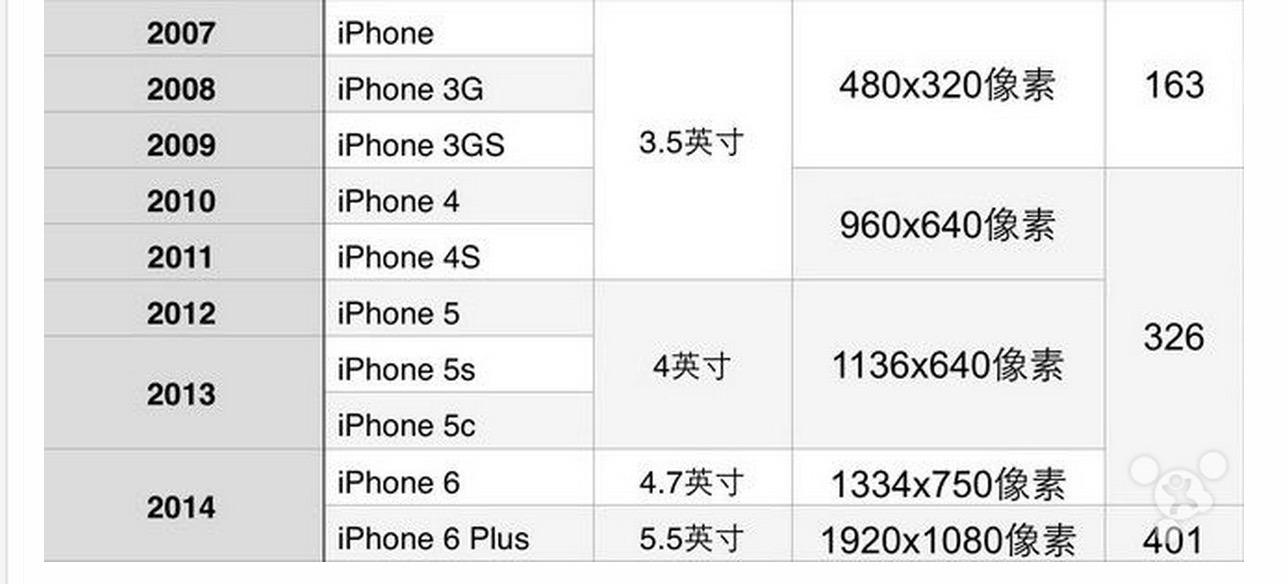 2007 iPhone 3.5英寸 480x320像素 163
2008 iPhone 3G
2009 iPhone 3GS
2010 iPhone 4 960x640像素 326
2011 iPhone 4S
2012 iPhone 5 4英寸 1136x640像素
2013 iPhone 5s
iPhone 5c
2014 iPhone 6 4.7英寸 1334x750像素
iPhone 6 Plus 5.5英寸 1920x1080像素 401